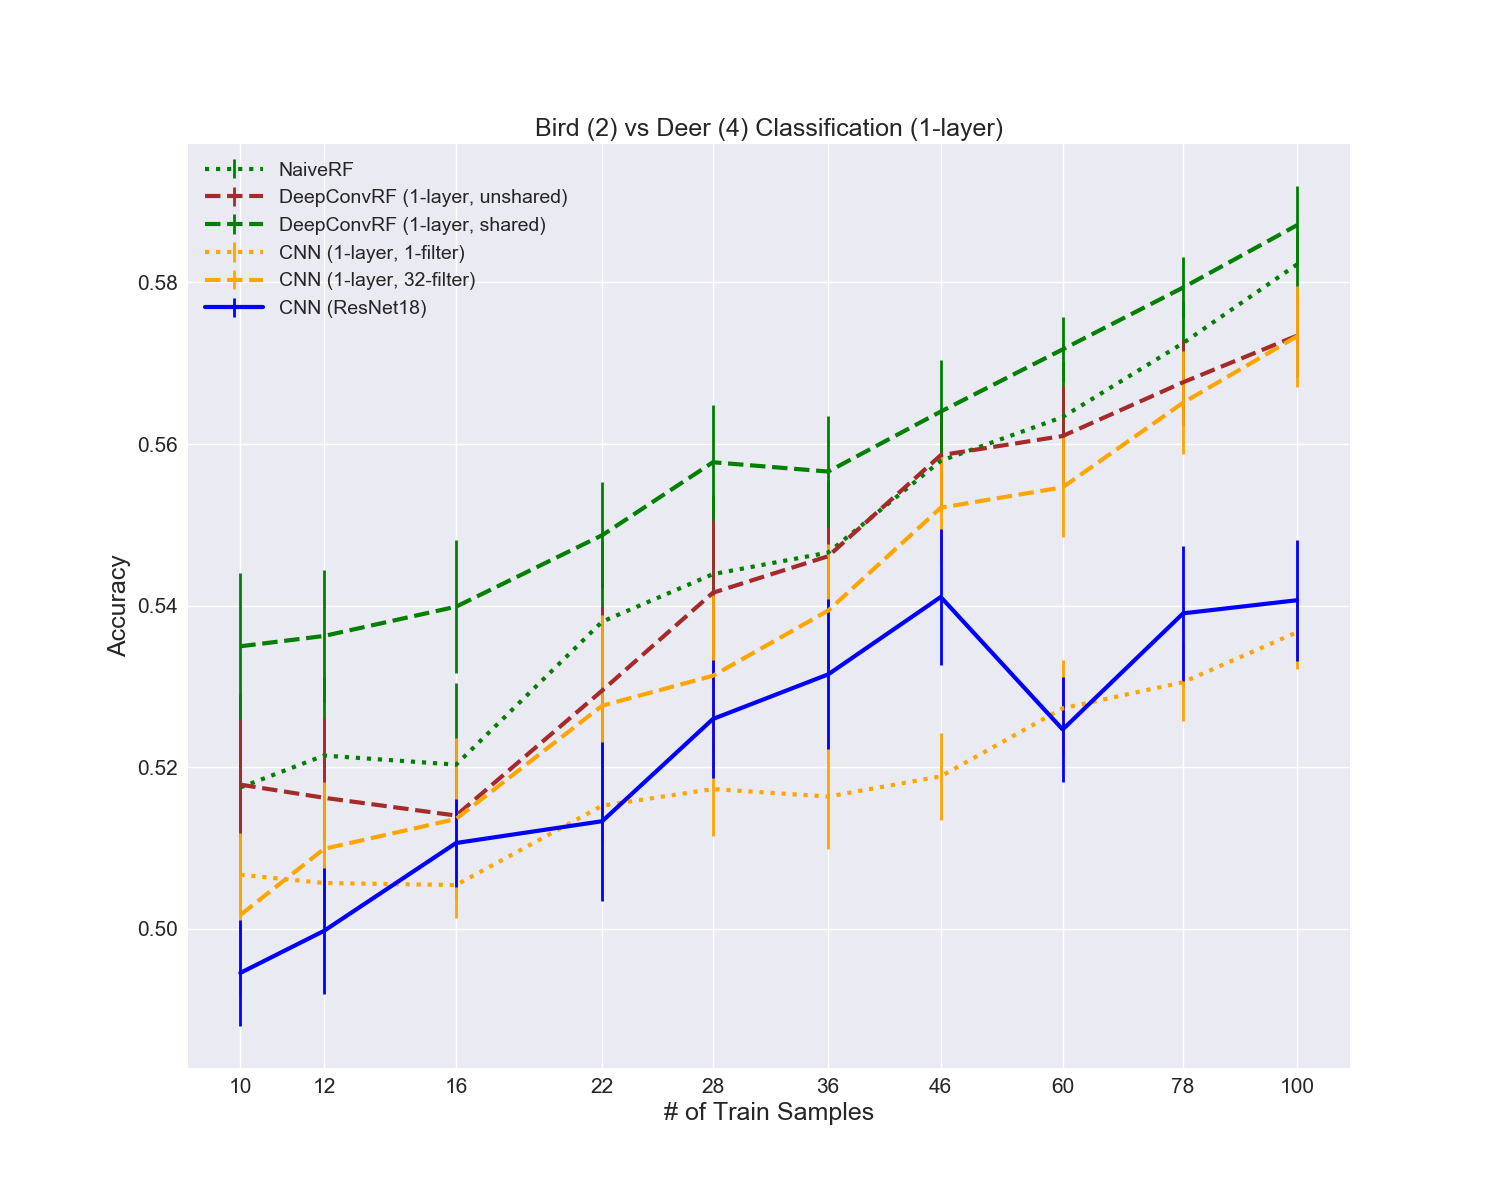 Bird (2) vs Deer (4) Classification (1-layer)
NaiveRF
DeepConvRF (1-layer, unshared)
DeepConvRF (1-layer, shared)
CNN (1-layer, 1-filter)
CNN (1-layer, 32-filter)
CNN (ResNet18)
Accuracy
0.58
0.56
0.54
0.52
0.50
10 12 16 22 28 36 46 60 78 100
# of Train Samples